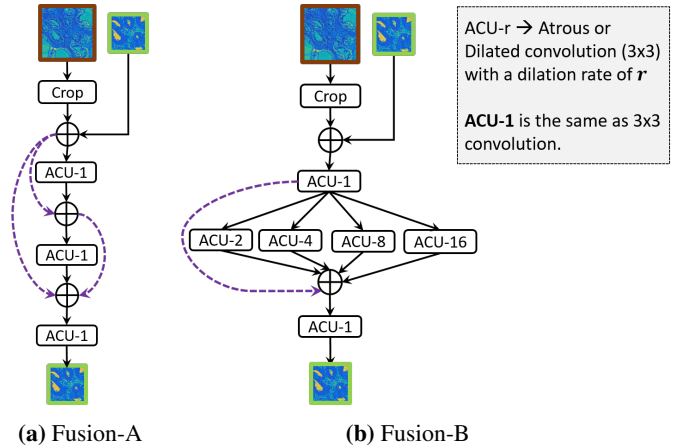 Crop
ACU-1
ACU-1
ACU-1
(a) Fusion-A
Crop
ACU-1
ACU-2 ACU-4 ACU-8 ACU-16
ACU-1
(b) Fusion-B
ACU-r → Atrous or
Dilated convolution (3x3)
with a dilation rate of r
ACU-1 is the same as 3x3
convolution.